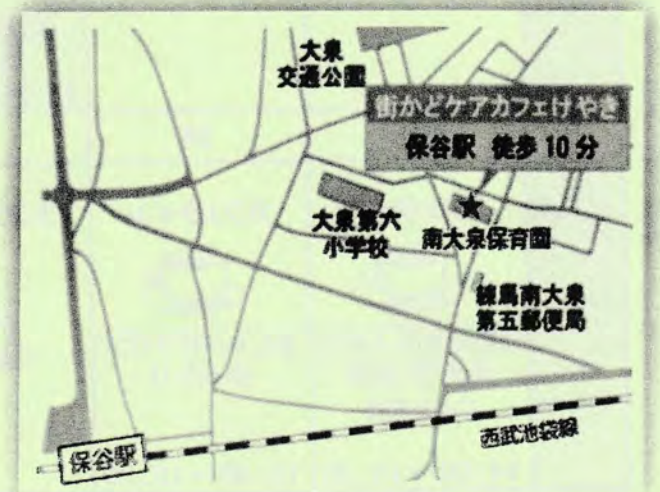 大泉
交通公園
街かどケアカフェけやき
保谷駅 徒歩10分
大泉第六
小学校
南大泉保育園
練馬南大泉
第五郵便局
西武池袋線
保谷駅